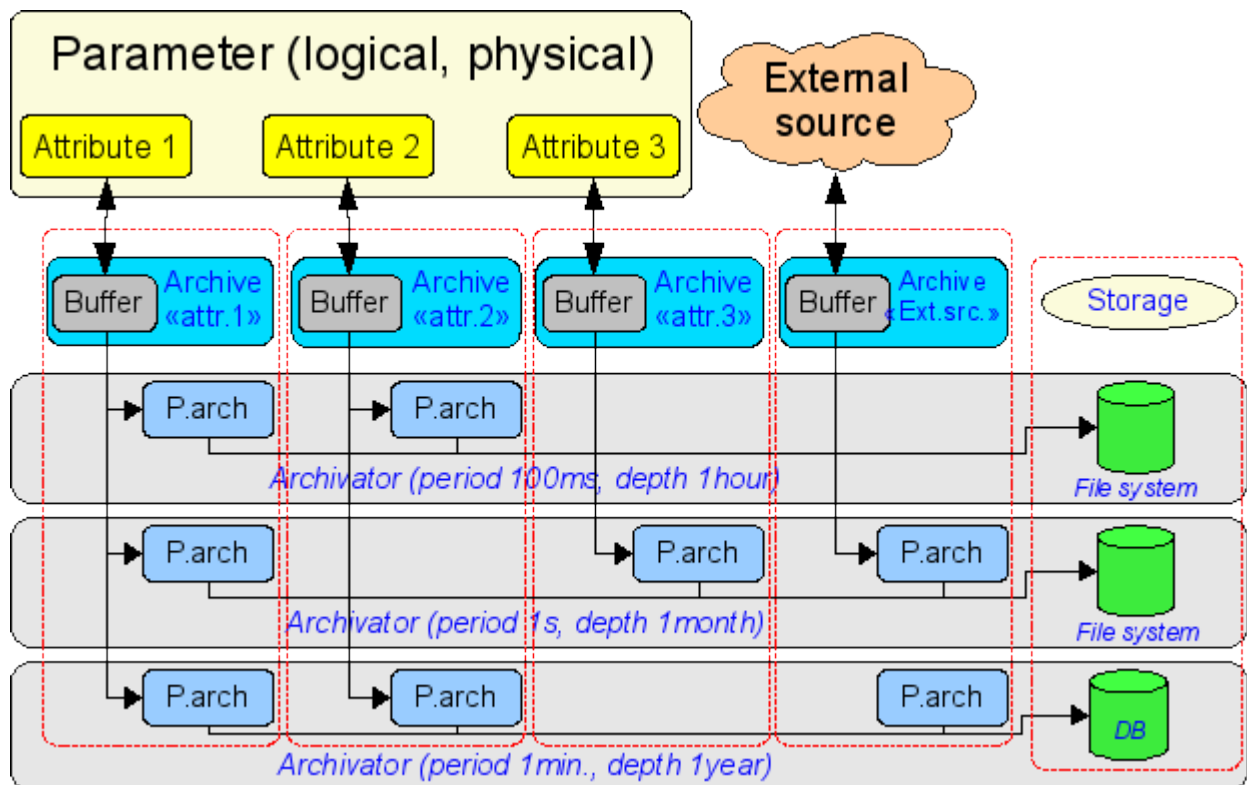 Parameter (logical, physical)
External
source
Attribute 1
Attribute 2
Attribute 3
Buffer
Archive
«attr.1»
Buffer
Archive
«attr.2»
Buffer
Archive
«attr.3»
Buffer
Archive
«Ext.src.»
Storage
P.arch
P.arch
Archivator (period 100ms, depth 1hour)
File system
P.arch
P.arch
P.arch
Archivator (period 1s, depth 1month)
File system
P.arch
P.arch
P.arch
DB
Archivator (period 1min., depth 1year)